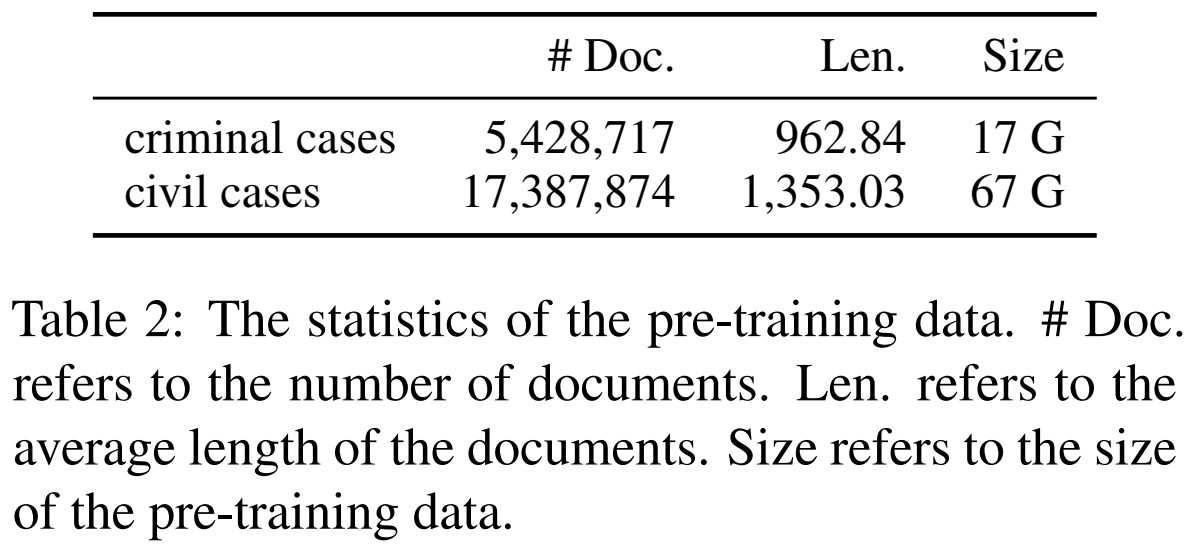 # Doc. Len. Size
criminal cases 5,428,717 962.84 17 G
civil cases 17,387,874 1,353.03 67 G
Table 2: The statistics of the pre-training data. # Doc.
refers to the number of documents. Len. refers to the
average length of the documents. Size refers to the size
of the pre-training data.